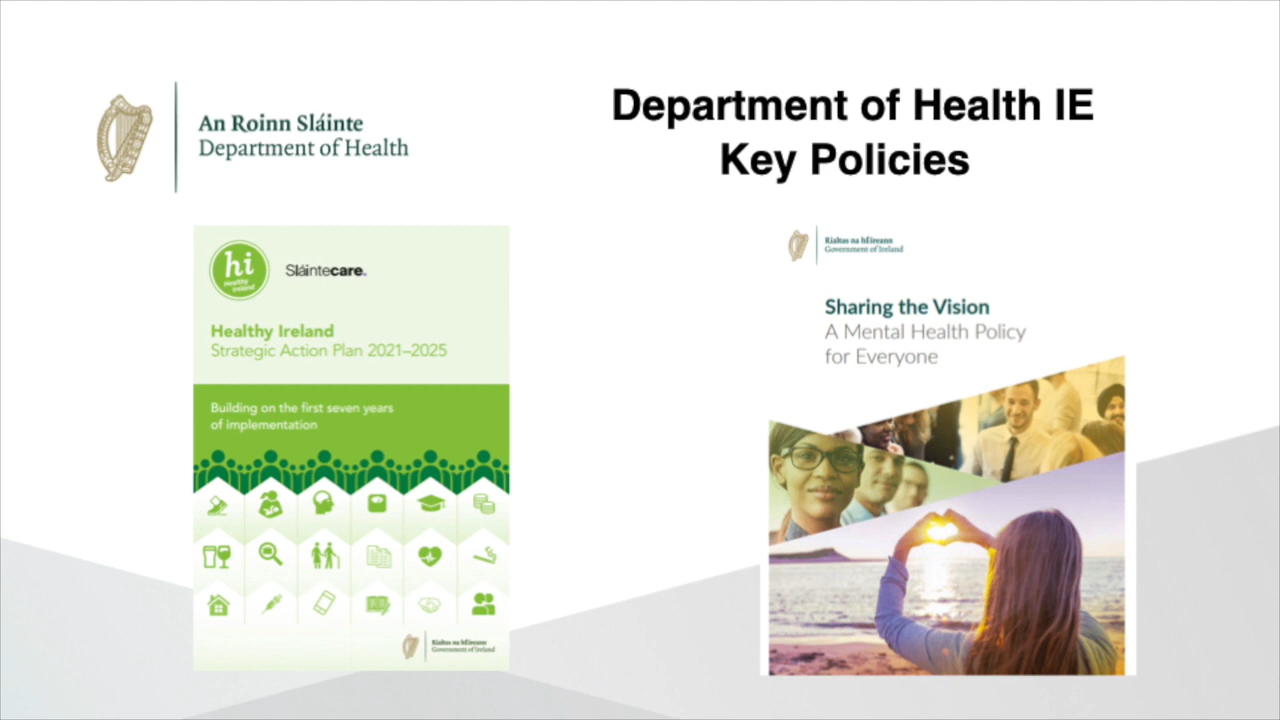 An Roinn Sláinte
Department of Health
Department of Health IE
Key Policies
hi
Healthy
Ireland
Sláintecare.
Healthy Ireland
Strategic Action Plan 2021–2025
Building on the first seven years
of implementation
Rialtas na hÉireann
Government of Ireland
Rialtas na hÉireann
Government of Ireland
Sharing the Vision
A Mental Health Policy
for Everyone